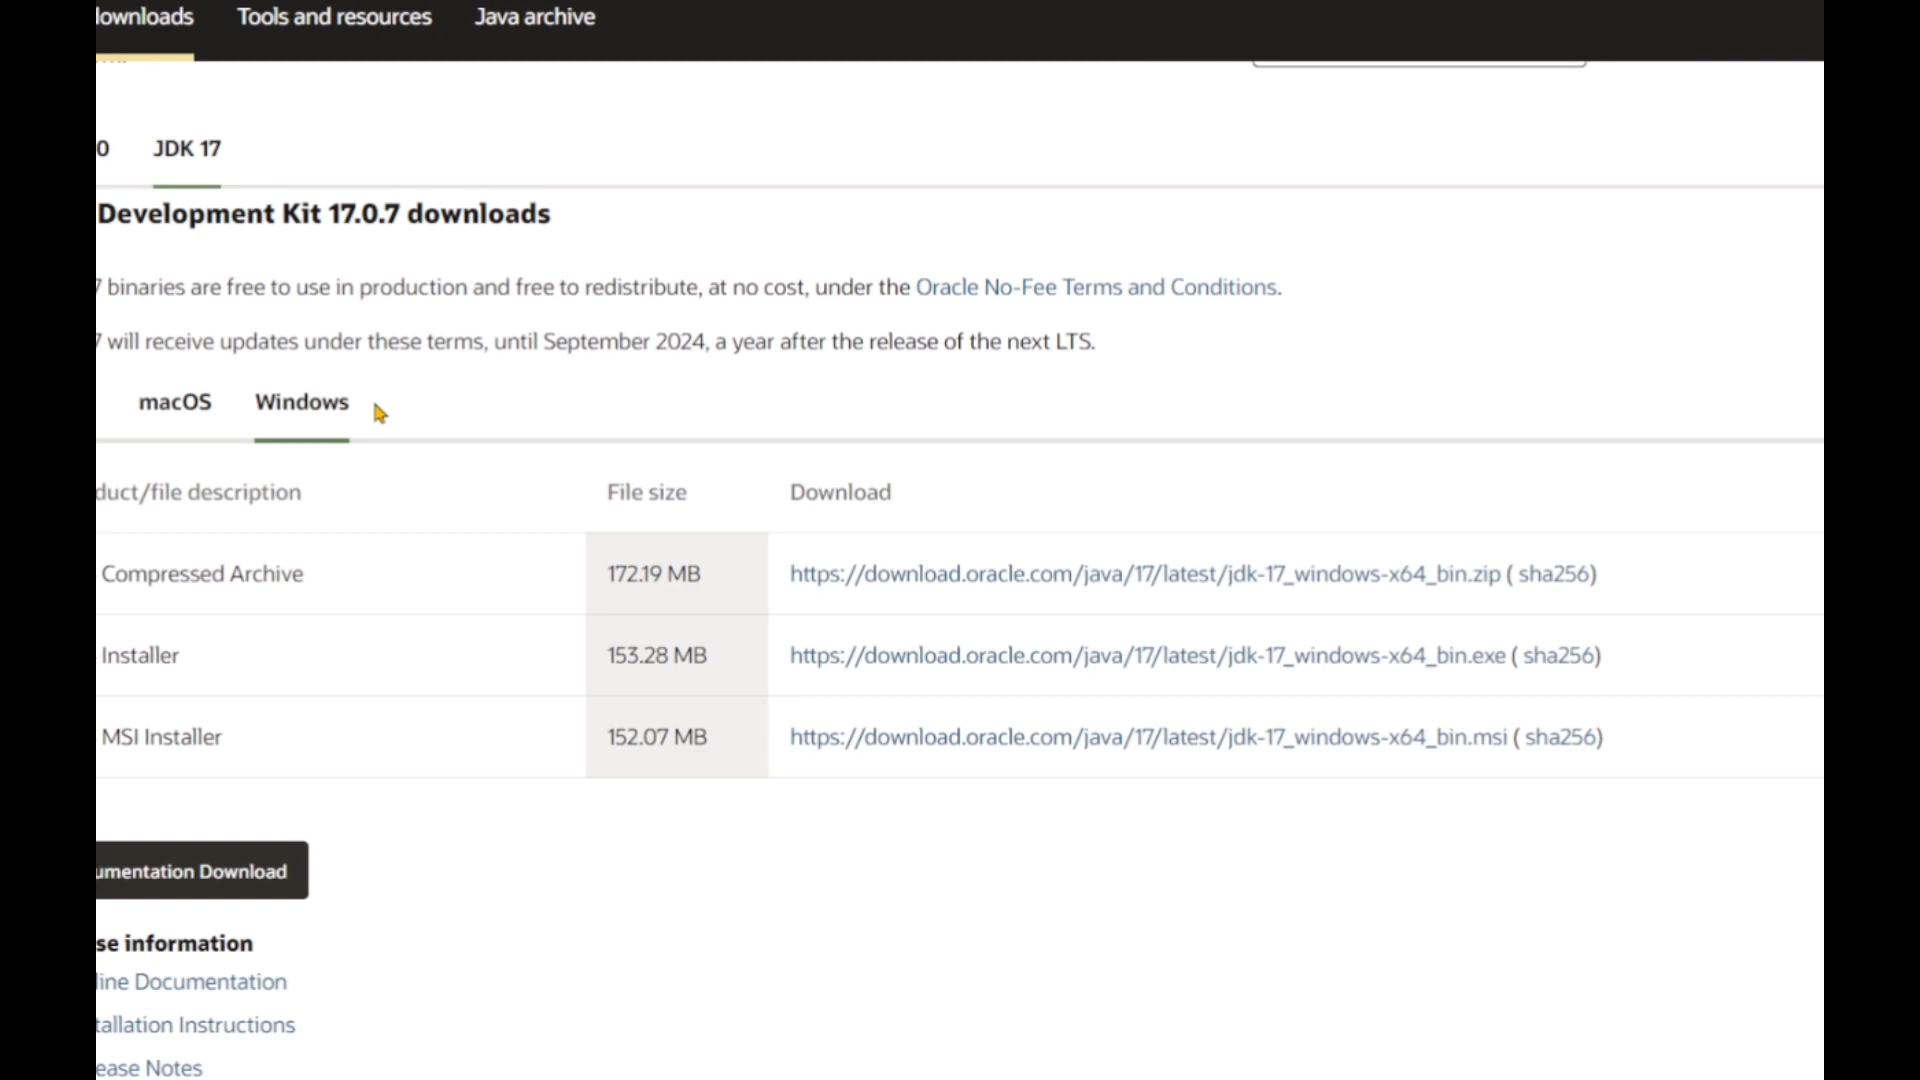 ownloads Tools and resources Java archive
0 JDK 17
Development Kit 17.0.7 downloads
7 binaries are free to use in production and free to redistribute, at no cost, under the Oracle No-Fee Terms and Conditions.
7 will receive updates under these terms, until September 2024, a year after the release of the next LTS.
macOS Windows
duct/file description File size Download
Compressed Archive 172.19 MB https://download.oracle.com/java/17/latest/jdk-17_windows-x64_bin.zip ( sha256)
Installer 153.28 MB https://download.oracle.com/java/17/latest/jdk-17_windows-x64_bin.exe ( sha256)
MSI Installer 152.07 MB https://download.oracle.com/java/17/latest/jdk-17_windows-x64_bin.msi ( sha256)
umentation Download
se information
line Documentation
tallation Instructions
ease Notes